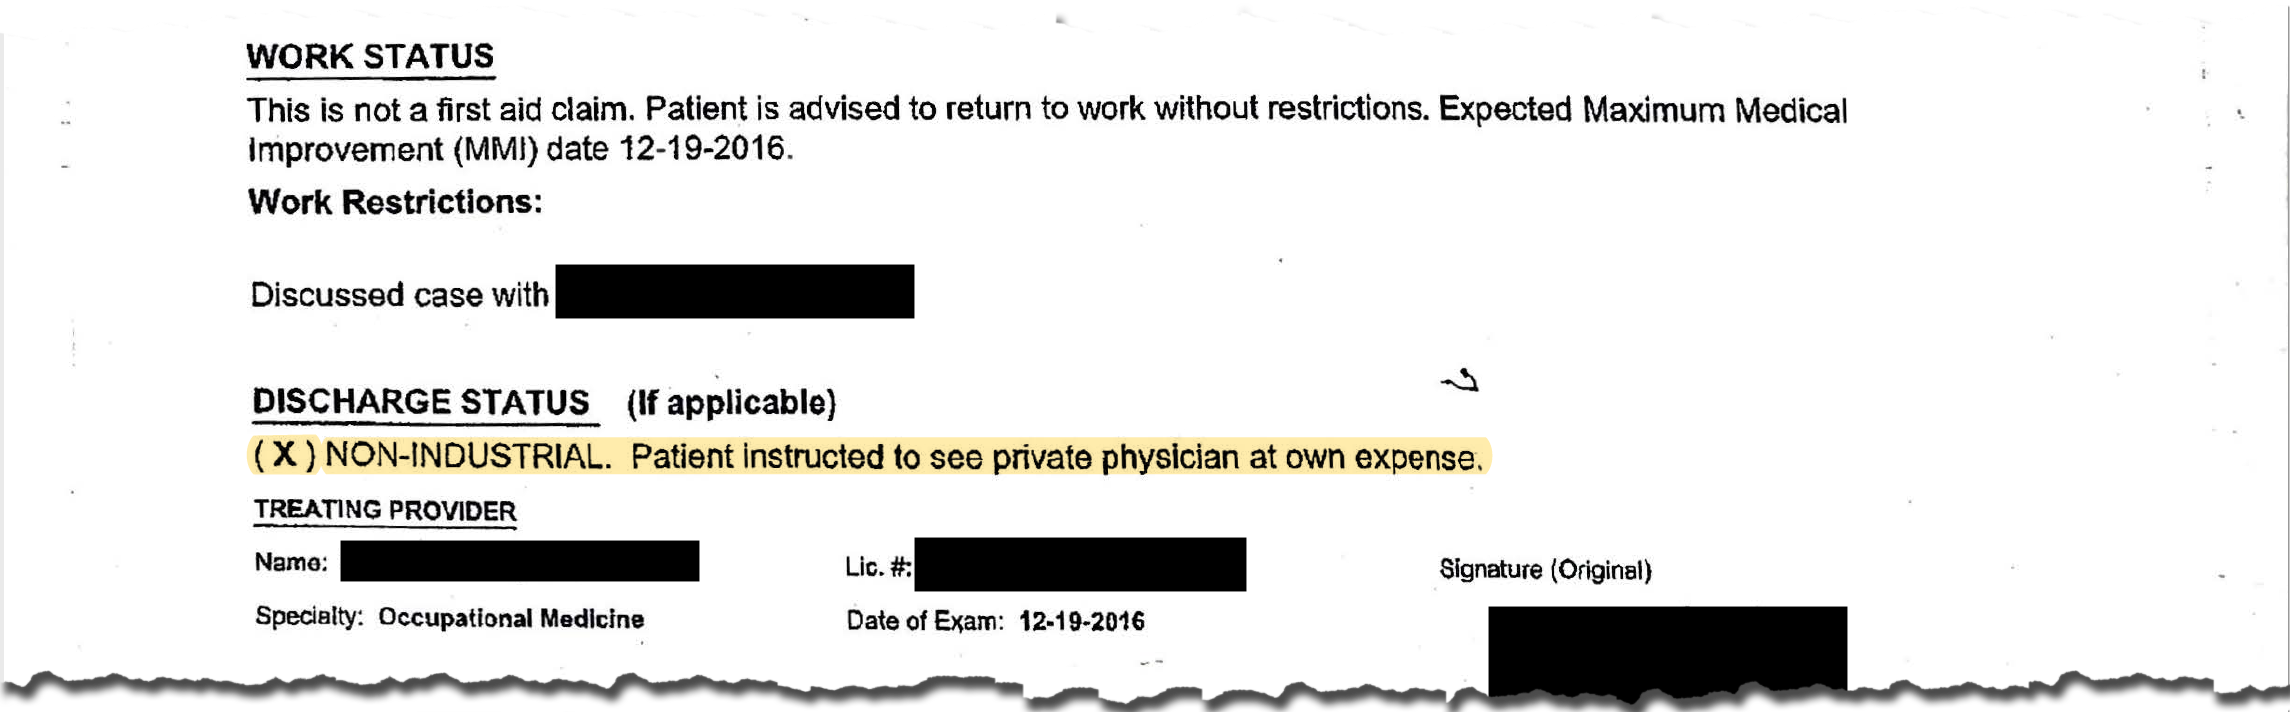 WORK STATUS
This is not a first aid claim. Patient is advised to return to work without restrictions. Expected Maximum Medical
Improvement (MMI) date 12-19-2016.
Work Restrictions:
Discussed case with
DISCHARGE STATUS (If applicable)
( X ) NON-INDUSTRIAL. Patient instructed to see private physician at own expense.
TREATING PROVIDER
Name: Lic. #: Signature (Original)
Specialty: Occupational Medicine Date of Exam: 12-19-2016